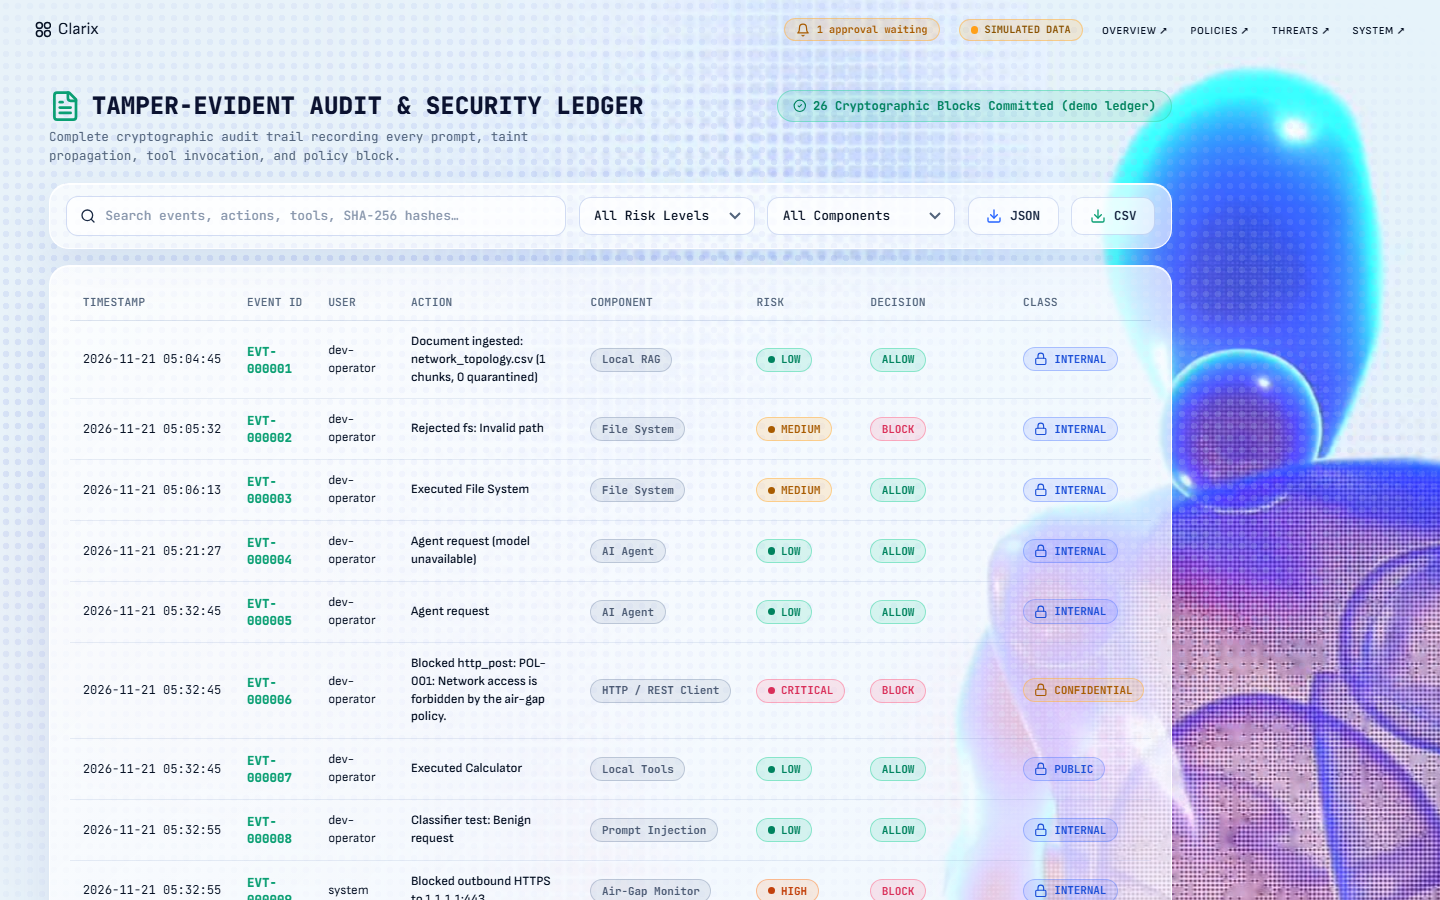 Clarix
1 approval waiting
SIMULATED DATA
OVERVIEW ↗
POLICIES ↗
THREATS ↗
SYSTEM ↗
TAMPER-EVIDENT AUDIT & SECURITY LEDGER
26 Cryptographic Blocks Committed (demo ledger)
Complete cryptographic audit trail recording every prompt, taint
propagation, tool invocation, and policy block.
Search events, actions, tools, SHA-256 hashes…
All Risk Levels
All Components
JSON
CSV
TIMESTAMP EVENT ID USER ACTION COMPONENT RISK DECISION CLASS
2026-11-21 05:04:45
EVT-
000001
dev-
operator
Document ingested:
network_topology.csv (1
chunks, 0 quarantined)
Local RAG
LOW
ALLOW
INTERNAL
2026-11-21 05:05:32
EVT-
000002
dev-
operator
Rejected fs: Invalid path
File System
MEDIUM
BLOCK
INTERNAL
2026-11-21 05:06:13
EVT-
000003
dev-
operator
Executed File System
File System
MEDIUM
ALLOW
INTERNAL
2026-11-21 05:21:27
EVT-
000004
dev-
operator
Agent request (model
unavailable)
AI Agent
LOW
ALLOW
INTERNAL
2026-11-21 05:32:45
EVT-
000005
dev-
operator
Agent request
AI Agent
LOW
ALLOW
INTERNAL
2026-11-21 05:32:45
EVT-
000006
dev-
operator
Blocked http_post: POL-
001: Network access is
forbidden by the air-gap
policy.
HTTP / REST Client
CRITICAL
BLOCK
CONFIDENTIAL
2026-11-21 05:32:45
EVT-
000007
dev-
operator
Executed Calculator
Local Tools
LOW
ALLOW
PUBLIC
2026-11-21 05:32:55
EVT-
000008
dev-
operator
Classifier test: Benign
request
Prompt Injection
LOW
ALLOW
INTERNAL
2026-11-21 05:32:55
EVT-
000009
system
Blocked outbound HTTPS
to 1.1.1.1:443
Air-Gap Monitor
HIGH
BLOCK
INTERNAL